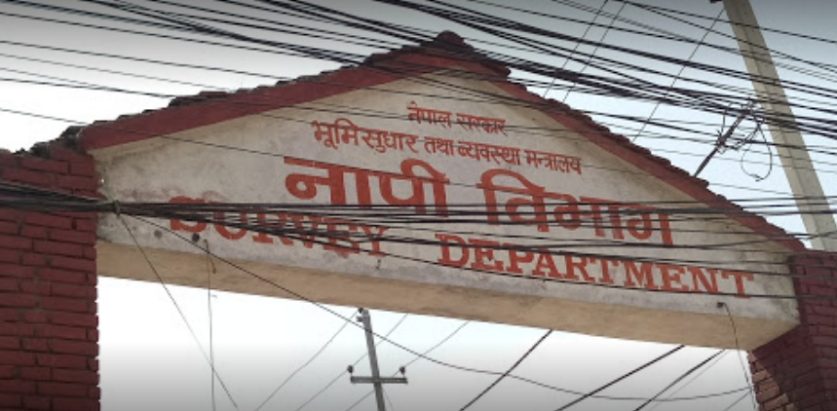 नेपाल सरकार
भूमिसुधार तथा ब्यवस्था मन्त्रालय
नापी विभाग
SURVEY DEPARTMENT